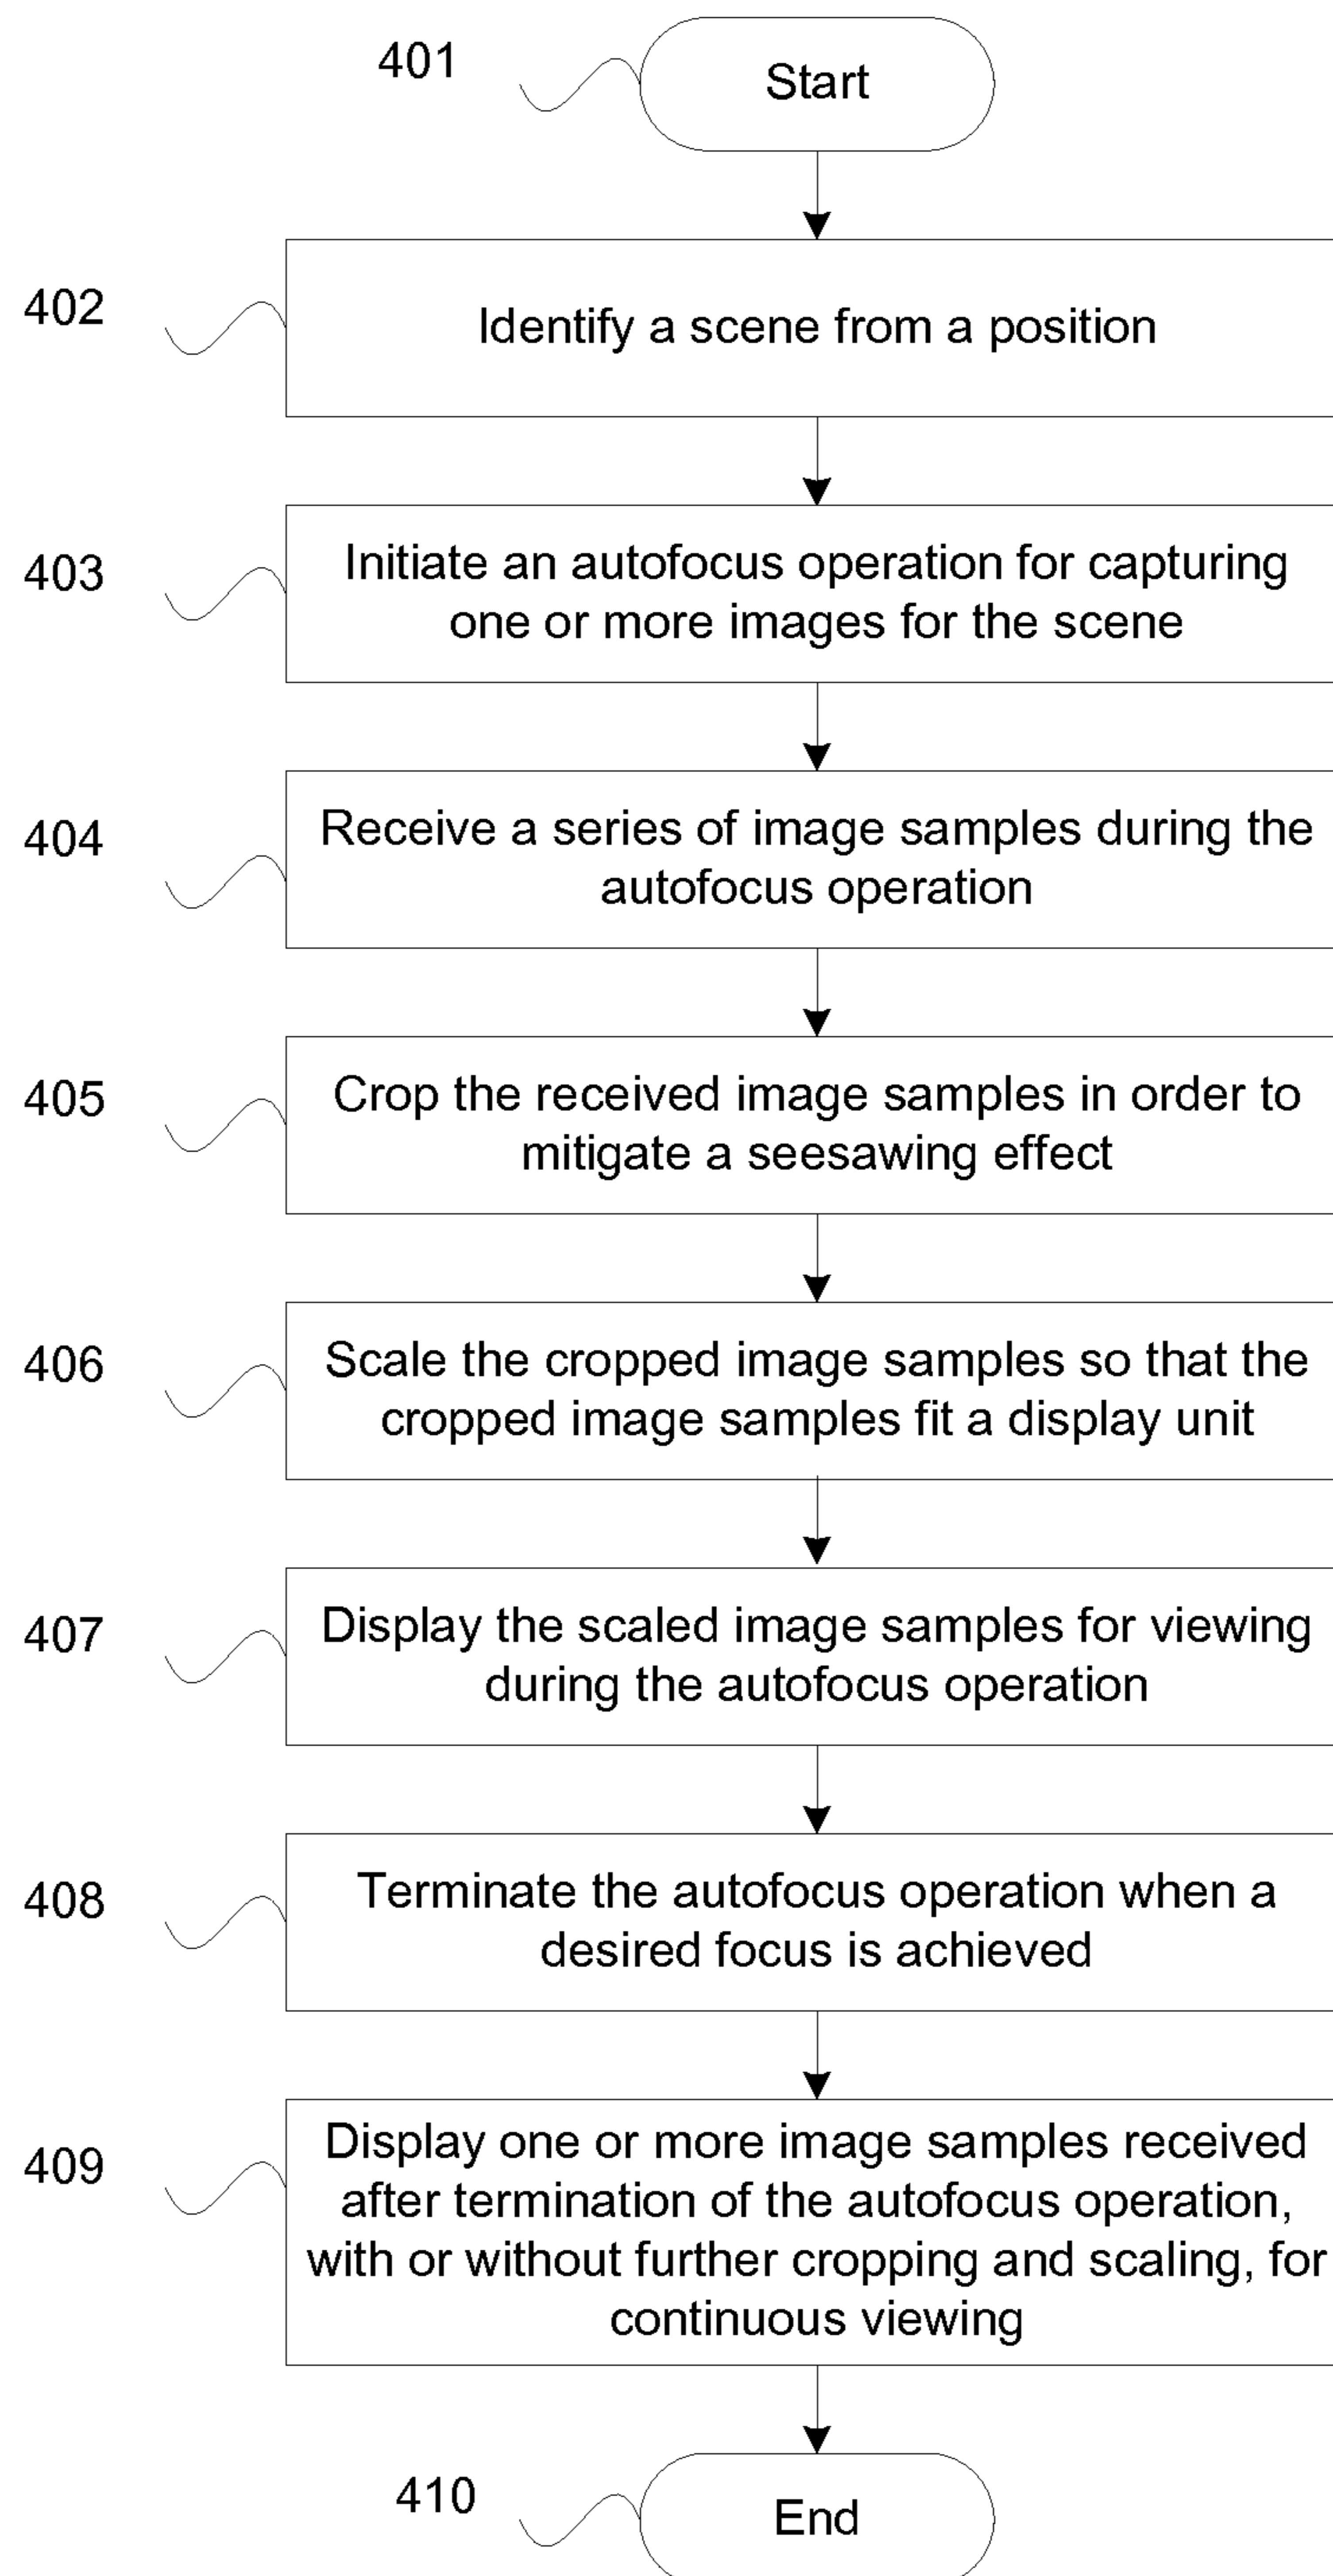 401
Start
402
Identify a scene from a position
403
Initiate an autofocus operation for capturing
one or more images for the scene
404
Receive a series of image samples during the
autofocus operation
405
Crop the received image samples in order to
mitigate a seesawing effect
406
Scale the cropped image samples so that the
cropped image samples fit a display unit
407
Display the scaled image samples for viewing
during the autofocus operation
408
Terminate the autofocus operation when a
desired focus is achieved
409
Display one or more image samples received
after termination of the autofocus operation,
with or without further cropping and scaling, for
continuous viewing
410
End